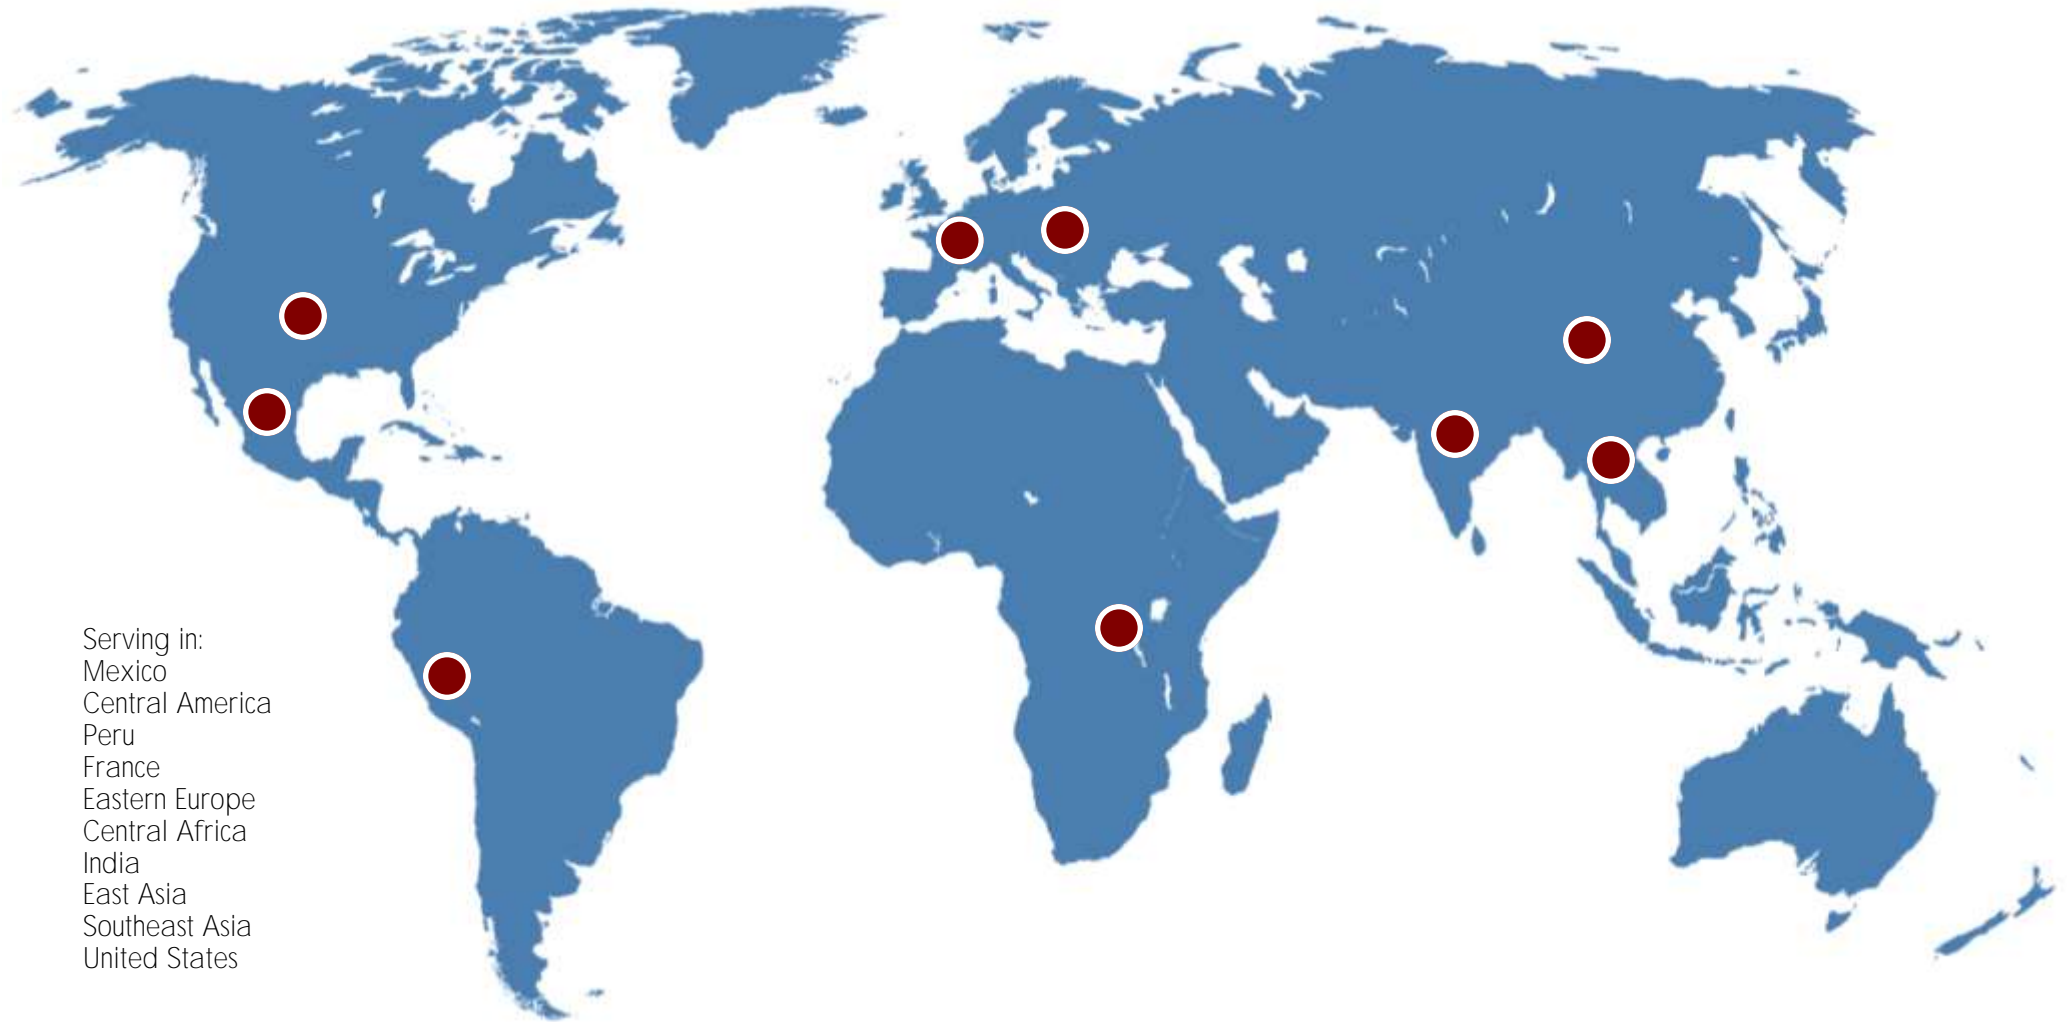 Serving in:
Mexico
Central America
Peru
France
Eastern Europe
Central Africa
India
East Asia
Southeast Asia
United States